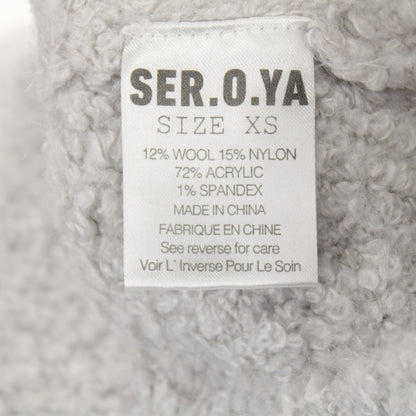 SER.O.YA
SIZE XS
12% WOOL 15% NYLON
72% ACRYLIC
1% SPANDEX
MADE IN CHINA
FABRIQUE EN CHINE
See reverse for care
Voir L' Inverse Pour Le Soin